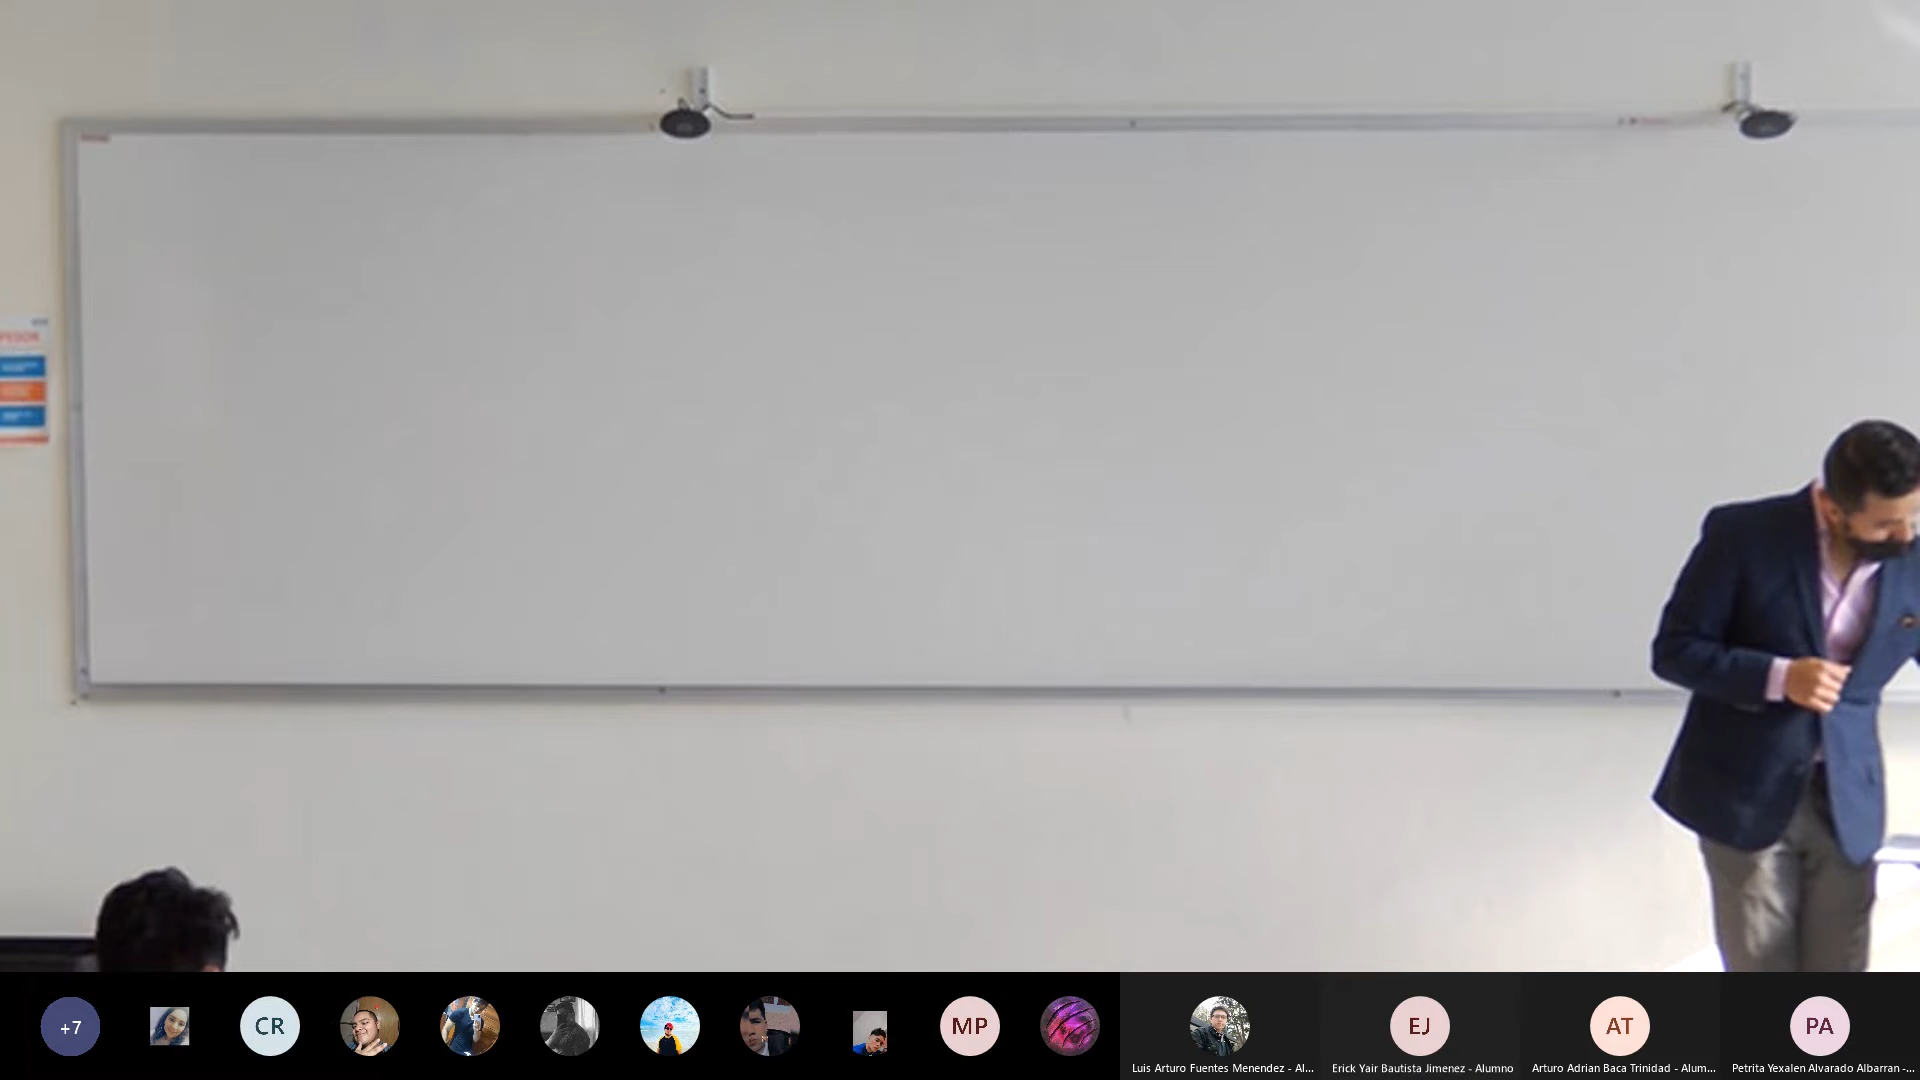 +7
CR
MP
EJ
AT
PA
Luis Arturo Fuentes Menendez - Al...
Erick Yair Bautista Jimenez - Alumno
Arturo Adrian Baca Trinidad - Alum...
Petrita Yexalen Alvarado Albarran -...